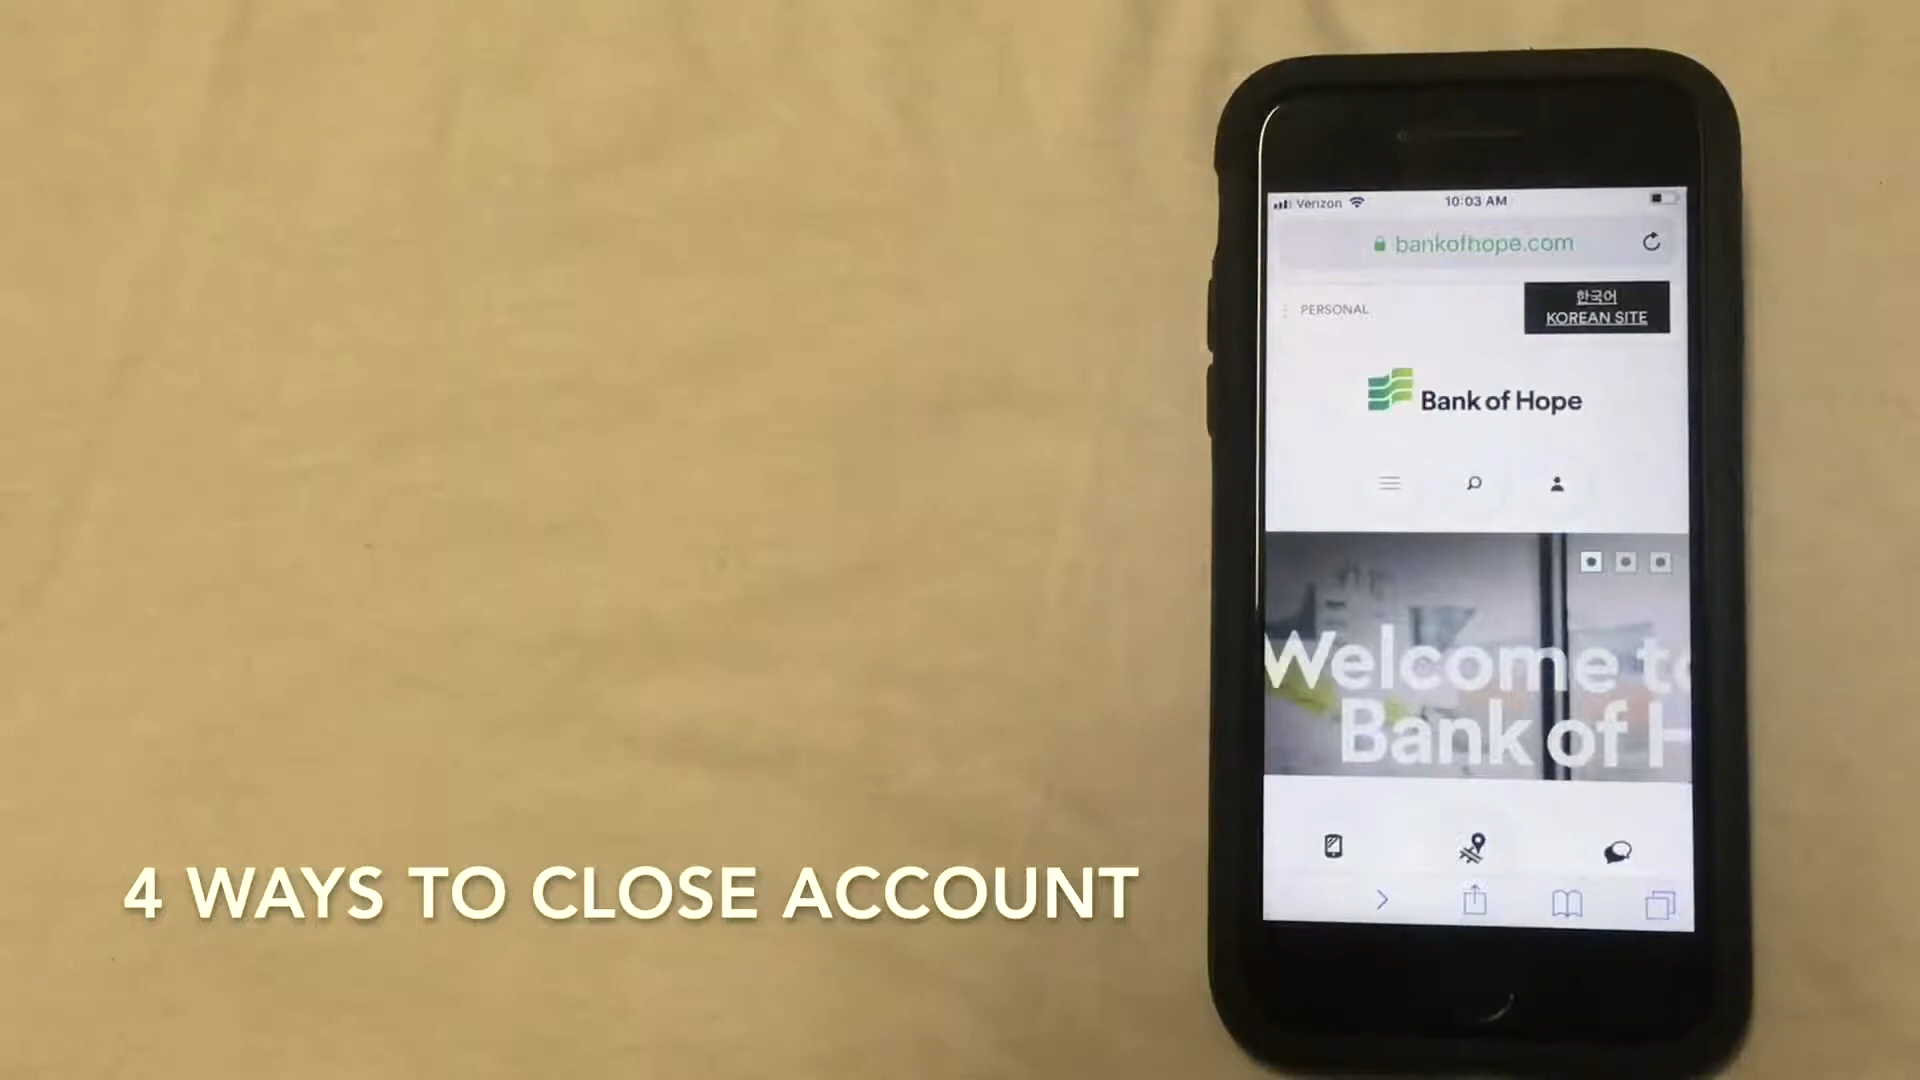 Verizon 10:03 AM
bankofhope.com
PERSONAL
한국어
KOREAN SITE
Bank of Hope
Welcome to
Bank of H
4 WAYS TO CLOSE ACCOUNT